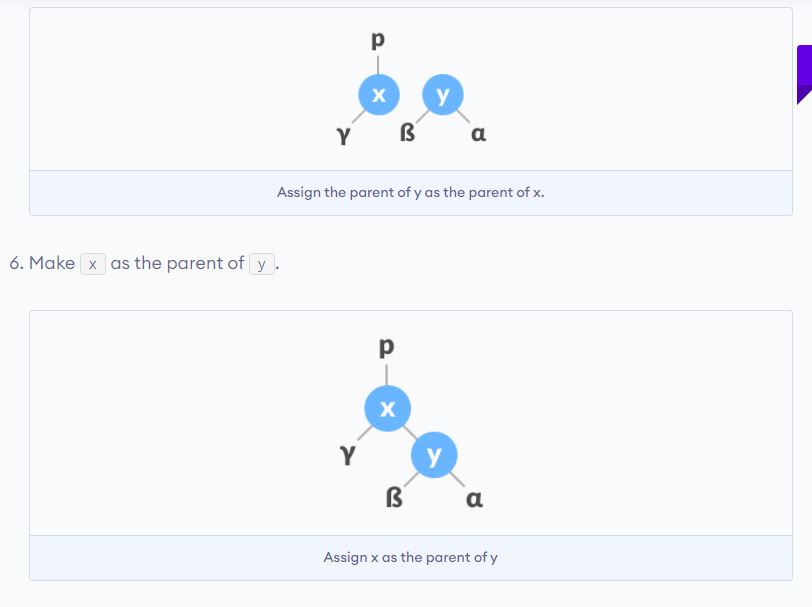 p
x y
γ ß α
Assign the parent of y as the parent of x.
6. Make x as the parent of y.
p
x
γ y
ß α
Assign x as the parent of y